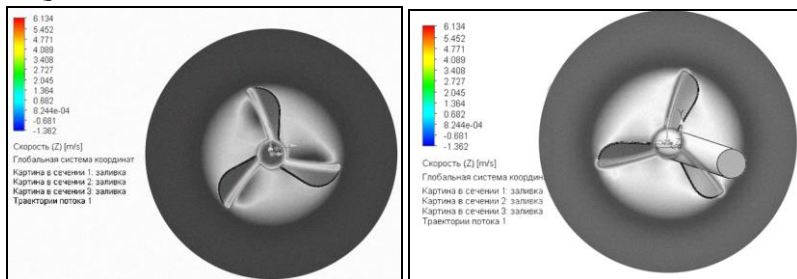 6.134
5.452
4.771
4.089
3.408
2.727
2.045
1.364
0.682
8.244e-04
-0.681
-1.362
Скорость (Z) [m/s]
Глобальная система координат
Картина в сечении 1: заливка
Картина в сечении 2: заливка
Картина в сечении 3: заливка
Траектории потока 1
6.134
5.452
4.771
4.089
3.408
2.727
2.045
1.364
0.682
8.244e-04
-0.681
-1.362
Скорость (Z) [m/s]
Глобальная система координат
Картина в сечении 1: заливка
Картина в сечении 2: заливка
Картина в сечении 3: заливка
Траектории потока 1